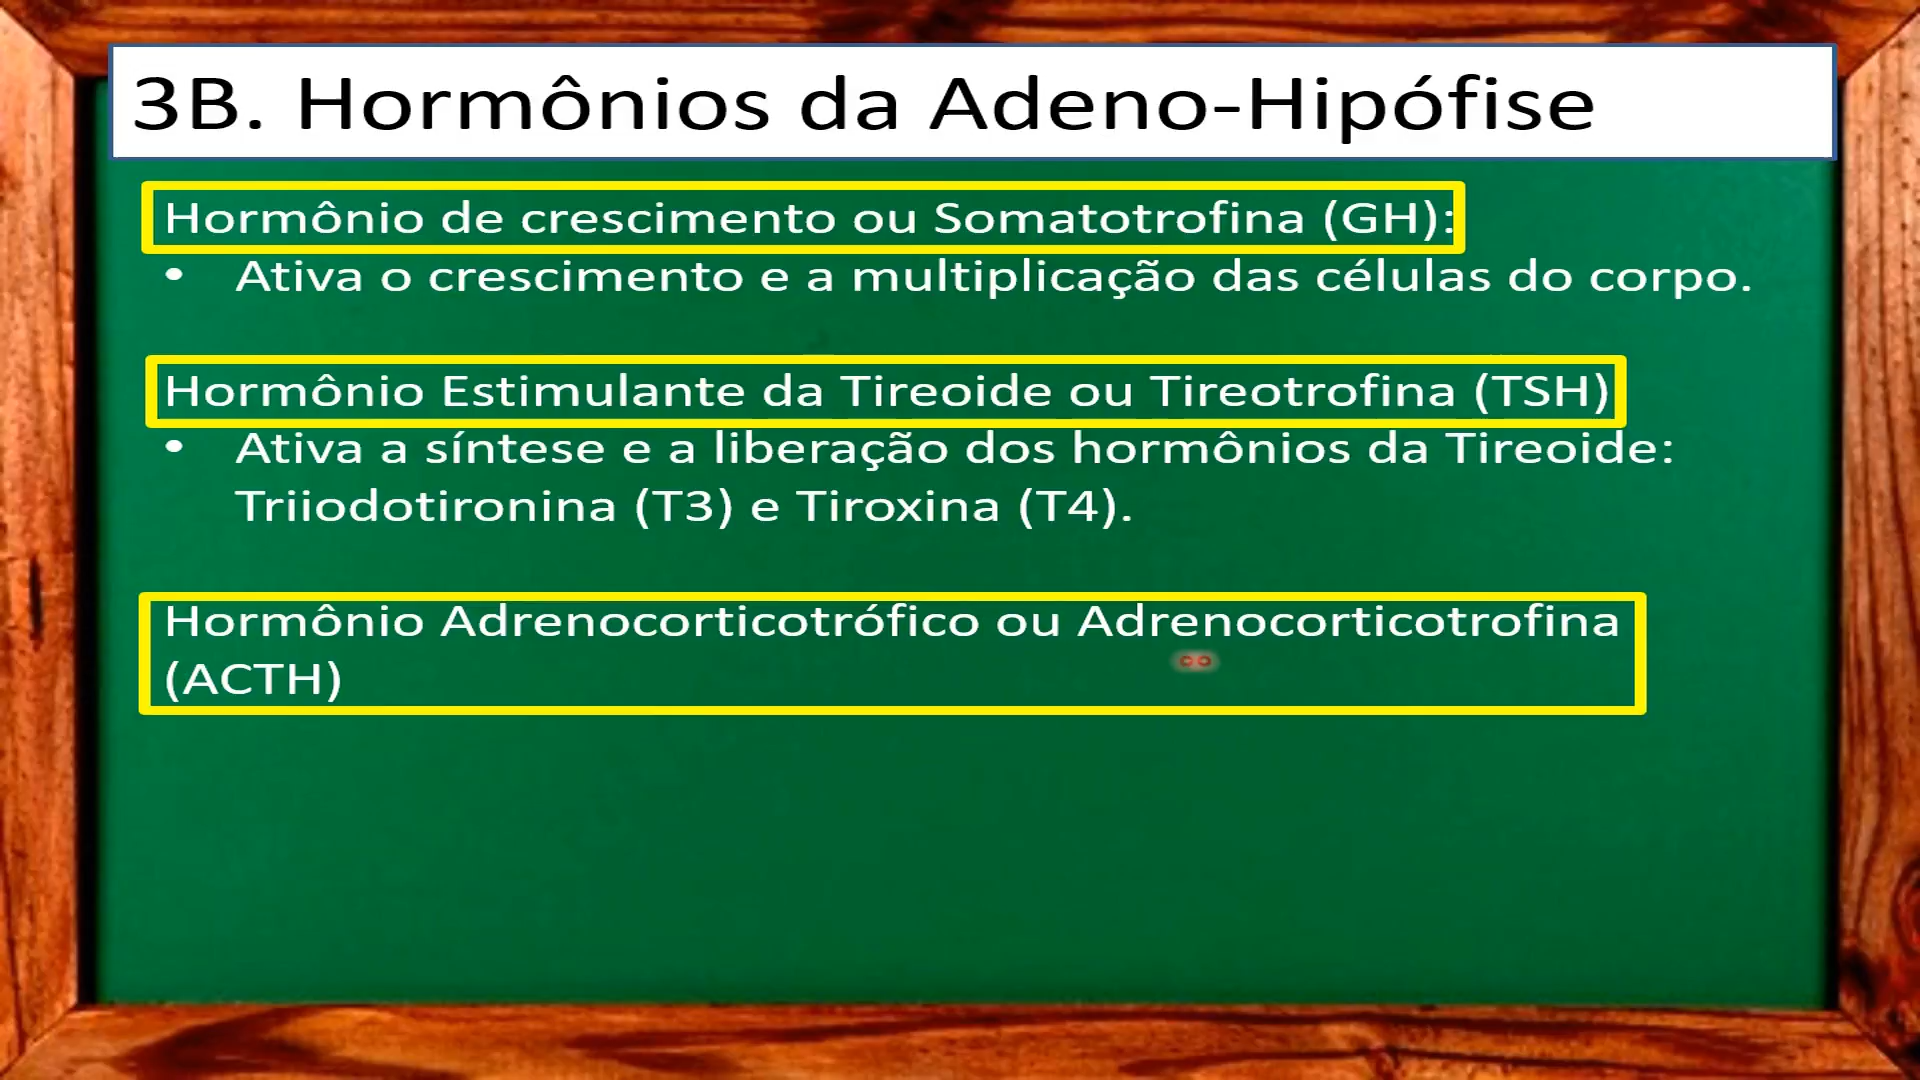 3B. Hormônios da Adeno-Hipófise
Hormônio de crescimento ou Somatotrofina (GH):
• Ativa o crescimento e a multiplicação das células do corpo.
Hormônio Estimulante da Tireoide ou Tireotrofina (TSH)
• Ativa a síntese e a liberação dos hormônios da Tireoide:
Triiodotironina (T3) e Tiroxina (T4).
Hormônio Adrenocorticotrófico ou Adrenocorticotrofina
(ACTH)